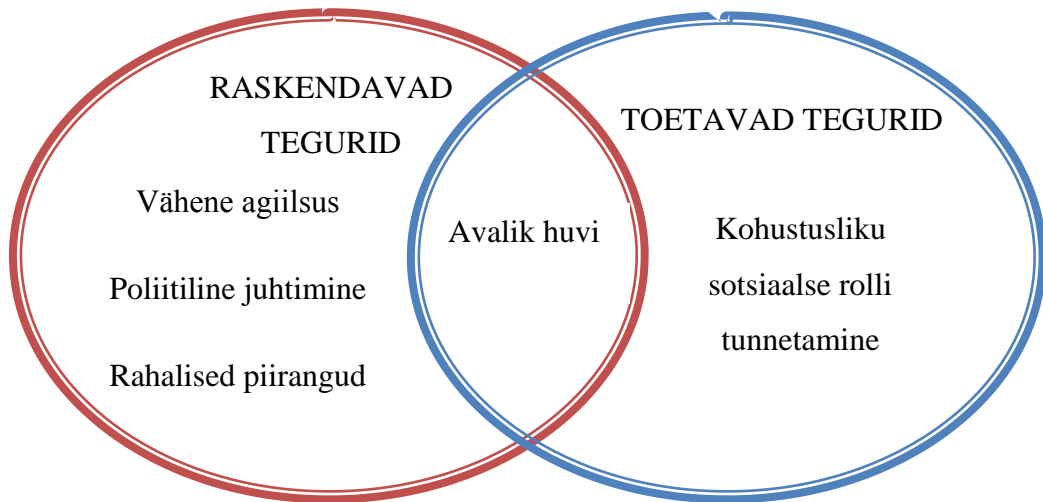 RASKENDAVAD
TEGURID
Vähene agiilsus
Poliitiline juhtimine
Rahalised piirangud
Avalik huvi
TOETAVAD TEGURID
Kohustusliku
sotsiaalse rolli
tunnetamine